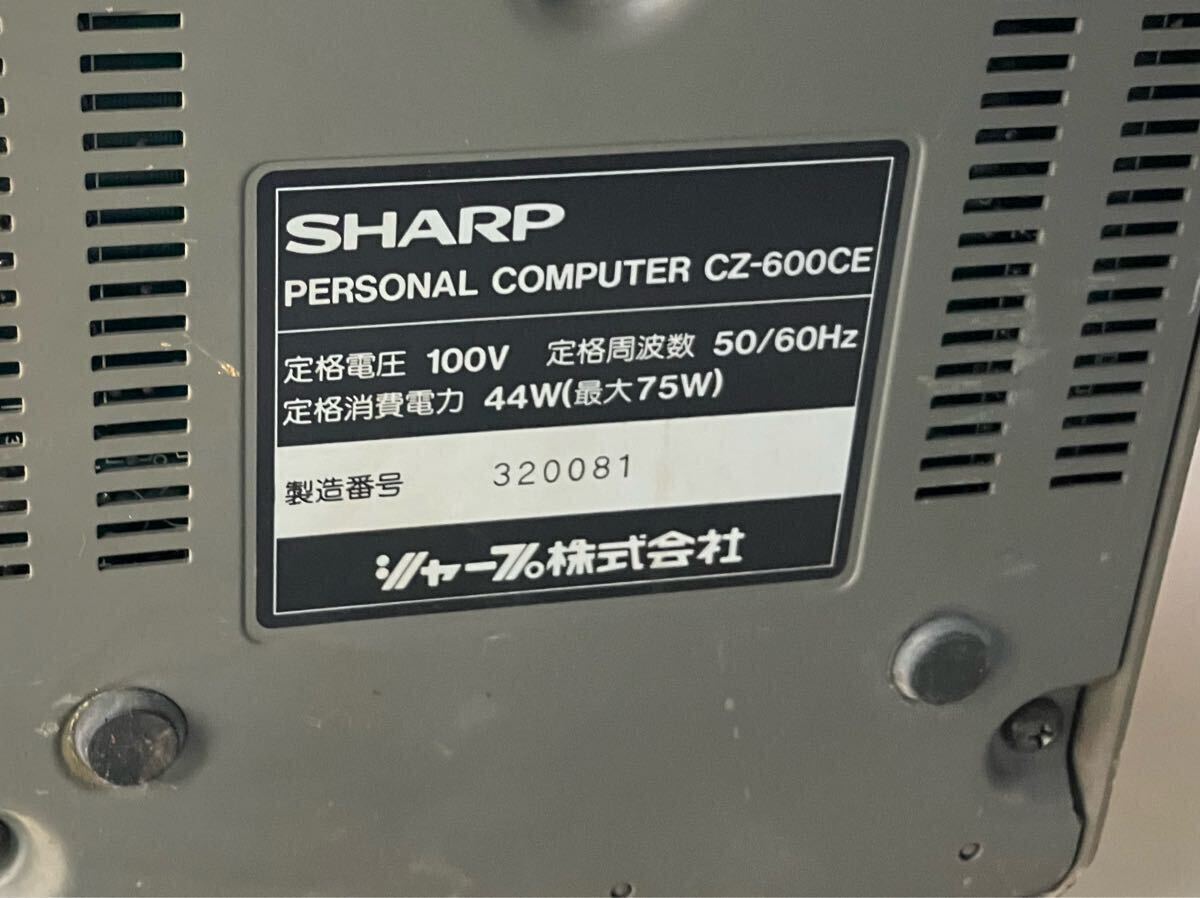 SHARP
PERSONAL COMPUTER CZ-600CE
定格電圧 100V 定格周波数 50/60Hz
定格消費電力 44W(最大75W)
製造番号 320081
シャープ株式会社